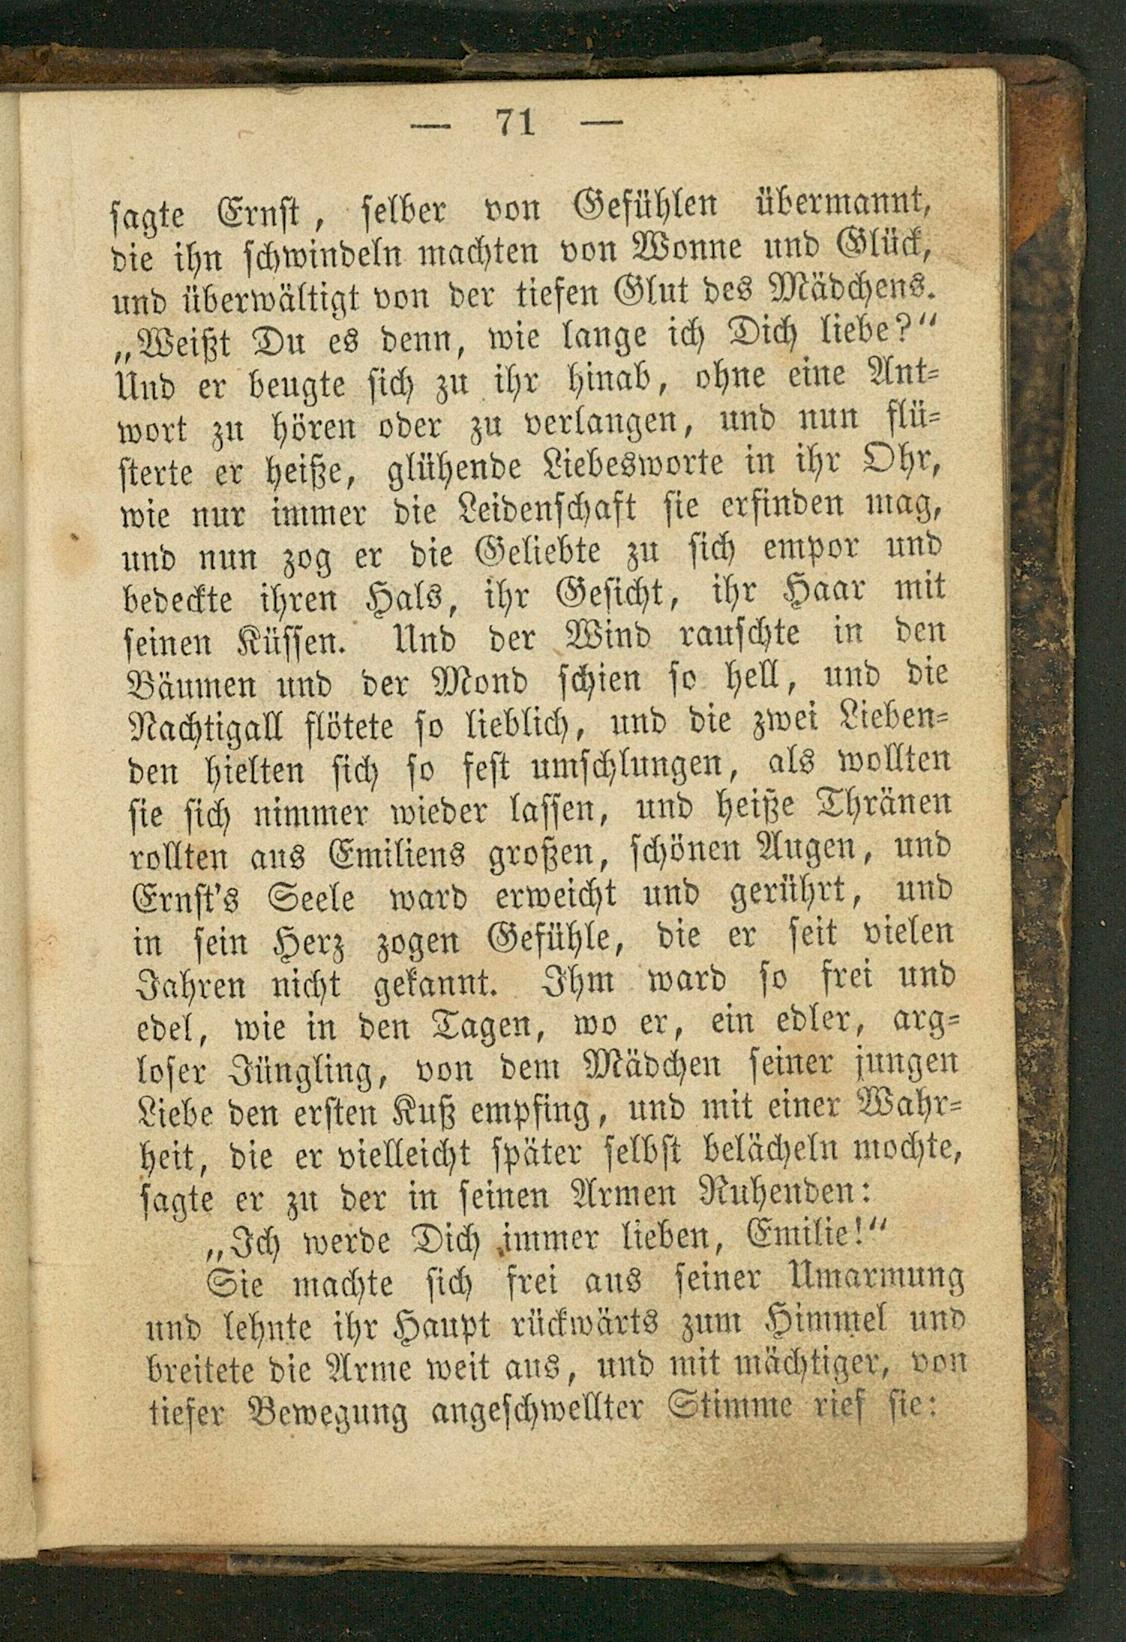 — 71 —
sagte Ernst, selber von Gefühlen übermannt,
die ihn schwindeln machten von Wonne und Glück,
und überwältigt von der tiefen Glut des Mädchens.
„Weißt Du es denn, wie lange ich Dich liebe?“
Und er beugte sich zu ihr hinab, ohne eine Ant=
wort zu hören oder zu verlangen, und nun flü=
sterte er heiße, glühende Liebesworte in ihr Ohr,
wie nur immer die Leidenschaft sie erfinden mag,
und nun zog er die Geliebte zu sich empor und
bedeckte ihren Hals, ihr Gesicht, ihr Haar mit
seinen Küssen. Und der Wind rauschte in den
Bäumen und der Mond schien so hell, und die
Nachtigall flötete so lieblich, und die zwei Lieben=
den hielten sich so fest umschlungen, als wollten
sie sich nimmer wieder lassen, und heiße Thränen
rollten aus Emiliens großen, schönen Augen, und
Ernst's Seele ward erweicht und gerührt, und
in sein Herz zogen Gefühle, die er seit vielen
Jahren nicht gekannt. Ihm ward so frei und
edel, wie in den Tagen, wo er, ein edler, arg=
loser Jüngling, von dem Mädchen seiner jungen
Liebe den ersten Kuß empfing, und mit einer Wahr=
heit, die er vielleicht später selbst belächeln mochte,
sagte er zu der in seinen Armen Ruhenden:
„Ich werde Dich immer lieben, Emilie!“
Sie machte sich frei aus seiner Umarmung
und lehnte ihr Haupt rückwärts zum Himmel und
breitete die Arme weit aus, und mit mächtiger, von
tiefer Bewegung angeschwellter Stimme rief sie: